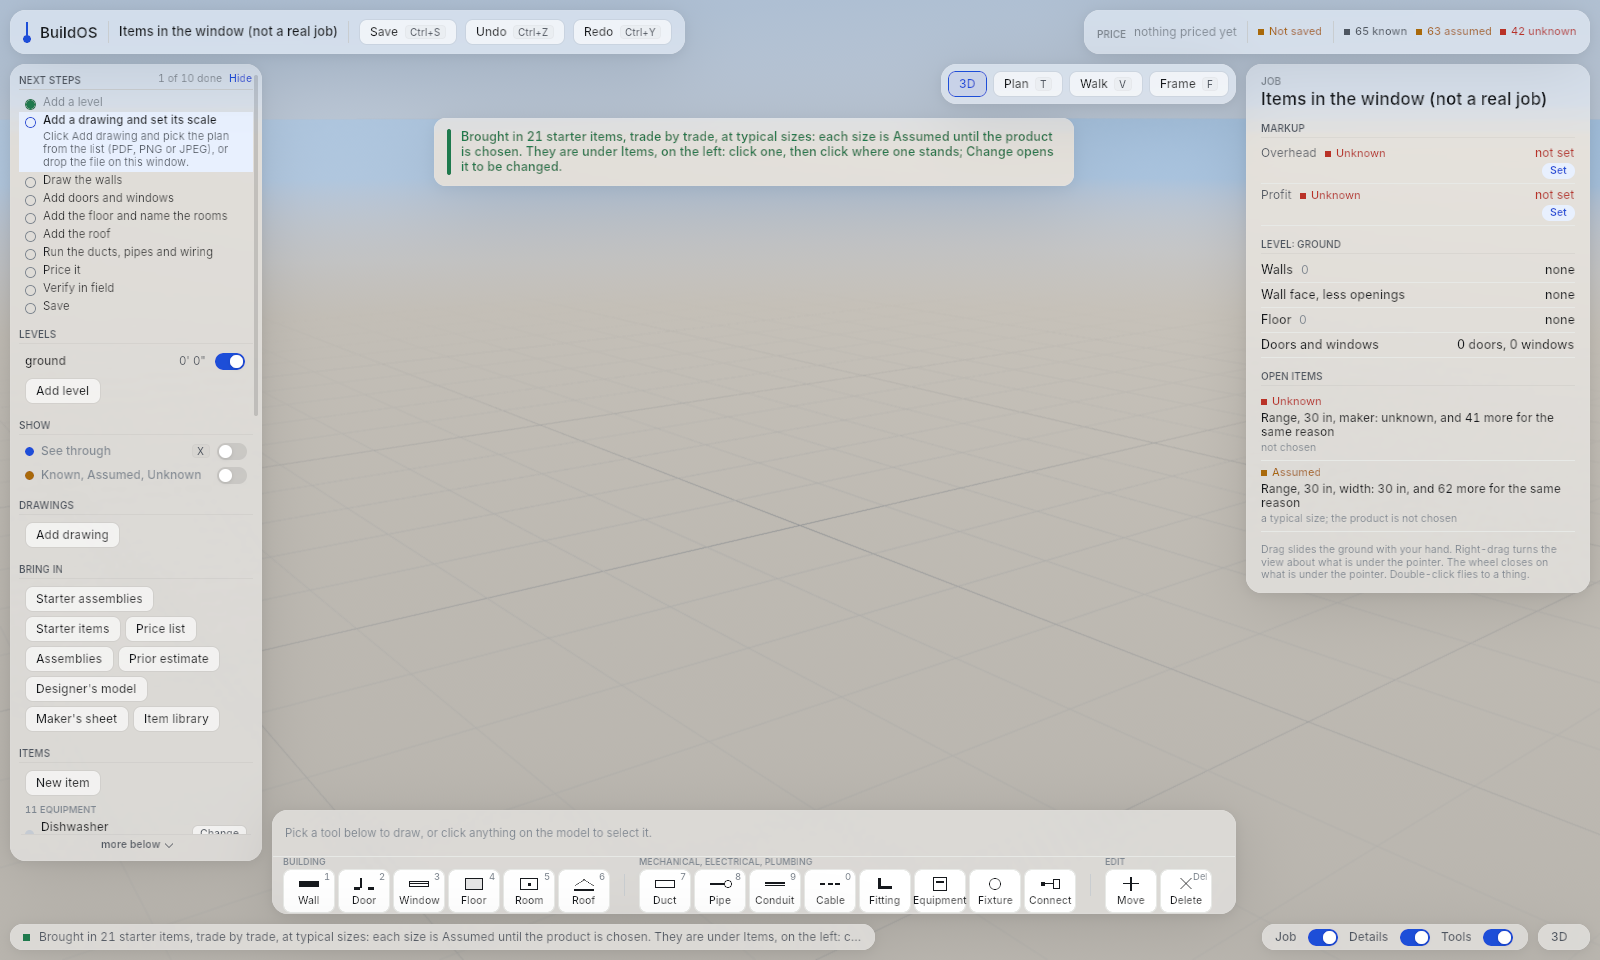 BuildOS
Items in the window (not a real job)
Save Ctrl+S
Undo Ctrl+Z
Redo Ctrl+Y
PRICE nothing priced yet
Not saved
65 known
63 assumed
42 unknown
NEXT STEPS
1 of 10 done Hide
Add a level
Add a drawing and set its scale
Click Add drawing and pick the plan
from the list (PDF, PNG or JPEG), or
drop the file on this window.
Draw the walls
Add doors and windows
Add the floor and name the rooms
Add the roof
Run the ducts, pipes and wiring
Price it
Verify in field
Save
LEVELS
ground 0' 0"
Add level
SHOW
See through X
Known, Assumed, Unknown
DRAWINGS
Add drawing
BRING IN
Starter assemblies
Starter items Price list
Assemblies Prior estimate
Designer's model
Maker's sheet Item library
ITEMS
New item
11 EQUIPMENT
Dishwasher Change
more below
3D
Plan T
Walk V
Frame F
Brought in 21 starter items, trade by trade, at typical sizes: each size is Assumed until the product
is chosen. They are under Items, on the left: click one, then click where one stands; Change opens
it to be changed.
JOB
Items in the window (not a real job)
MARKUP
Overhead Unknown not set
Set
Profit Unknown not set
Set
LEVEL: GROUND
Walls 0 none
Wall face, less openings none
Floor 0 none
Doors and windows 0 doors, 0 windows
OPEN ITEMS
Unknown
Range, 30 in, maker: unknown, and 41 more for the
same reason
not chosen
Assumed
Range, 30 in, width: 30 in, and 62 more for the same
reason
a typical size; the product is not chosen
Drag slides the ground with your hand. Right-drag turns the
view about what is under the pointer. The wheel closes on
what is under the pointer. Double-click flies to a thing.
Pick a tool below to draw, or click anything on the model to select it.
BUILDING
Wall 1
Door 2
Window 3
Floor 4
Room 5
Roof 6
MECHANICAL, ELECTRICAL, PLUMBING
Duct 7
Pipe 8
Conduit 9
Cable 0
Fitting
Equipment
Fixture
Connect
EDIT
Move
Delete Del
Brought in 21 starter items, trade by trade, at typical sizes: each size is Assumed until the product is chosen. They are under Items, on the left: c...
Job
Details
Tools
3D